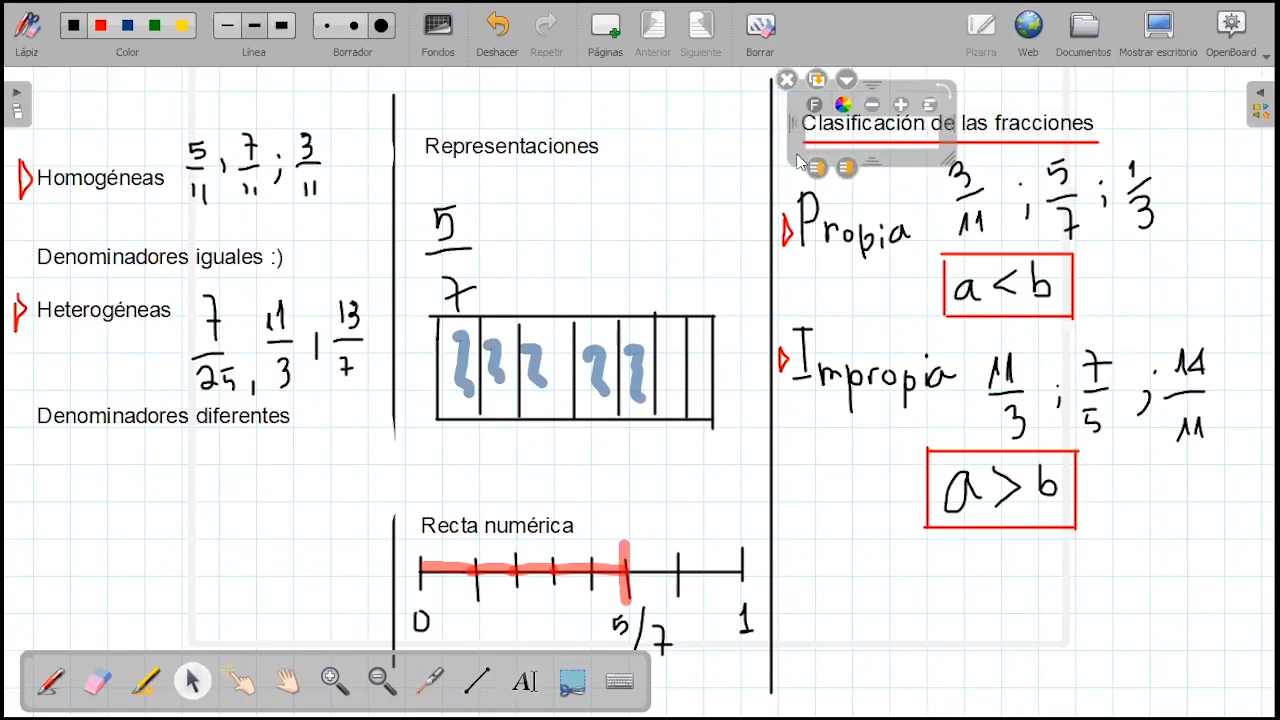 Lápiz
Color
Línea
Borrador
Fondos
Deshacer
Repetir
Páginas
Anterior
Siguiente
Borrar
Pizarra
Web
Documentos
Mostrar escritorio
OpenBoard
Homogéneas 5/11, 7/11 ; 3/11
Denominadores iguales :)
Heterogéneas 7/25, 11/3, 13/7
Denominadores diferentes
Representaciones
5/7
Recta numérica
0 5/7 1
F
Clasificación de las fracciones
Propia 3/11 ; 5/7 ; 1/3
a < b
Impropia 11/3 ; 7/5 ; 14/11
a > b
AI